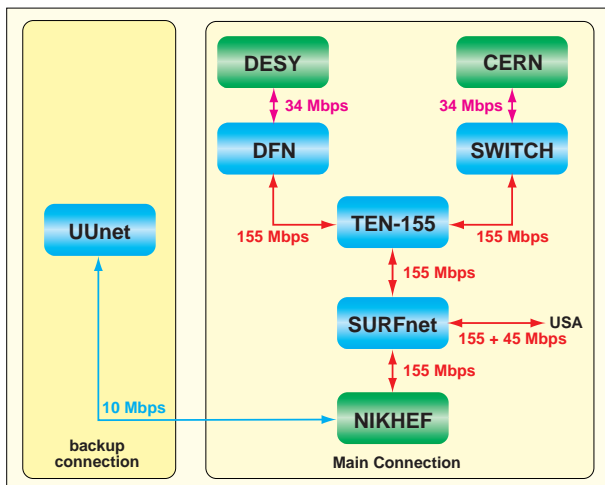 DESY
CERN
34 Mbps
34 Mbps
DFN
SWITCH
UUnet
TEN-155
155 Mbps
155 Mbps
155 Mbps
SURFnet
USA
155 + 45 Mbps
155 Mbps
10 Mbps
NIKHEF
backup
connection
Main Connection